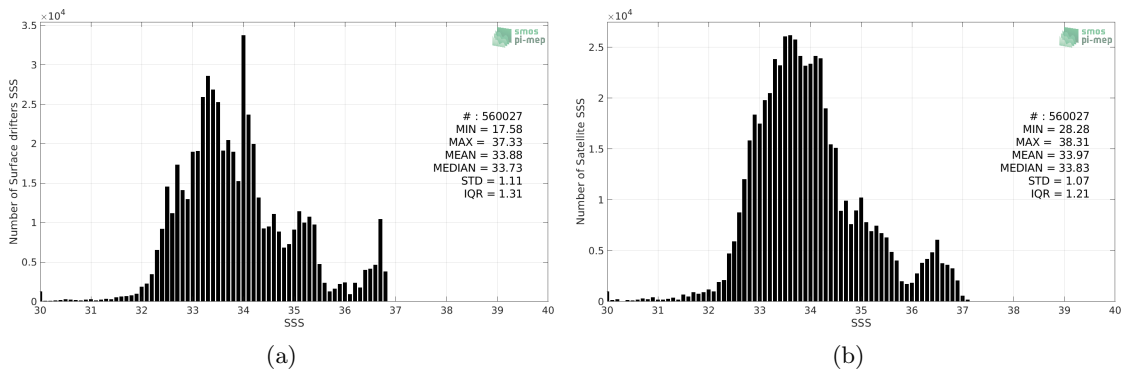 ×10⁴
3.5
3
2.5
2
1.5
1
0.5
0
30 31 32 33 34 35 36 37 38 39 40
SSS
Number of Surface drifters SSS
smos
pi-mep
# : 560027
MIN = 17.58
MAX = 37.33
MEAN = 33.88
MEDIAN = 33.73
STD = 1.11
IQR = 1.31
(a)
×10⁴
2.5
2
1.5
1
0.5
0
30 31 32 33 34 35 36 37 38 39 40
SSS
Number of Satellite SSS
smos
pi-mep
# : 560027
MIN = 28.28
MAX = 38.31
MEAN = 33.97
MEDIAN = 33.83
STD = 1.07
IQR = 1.21
(b)